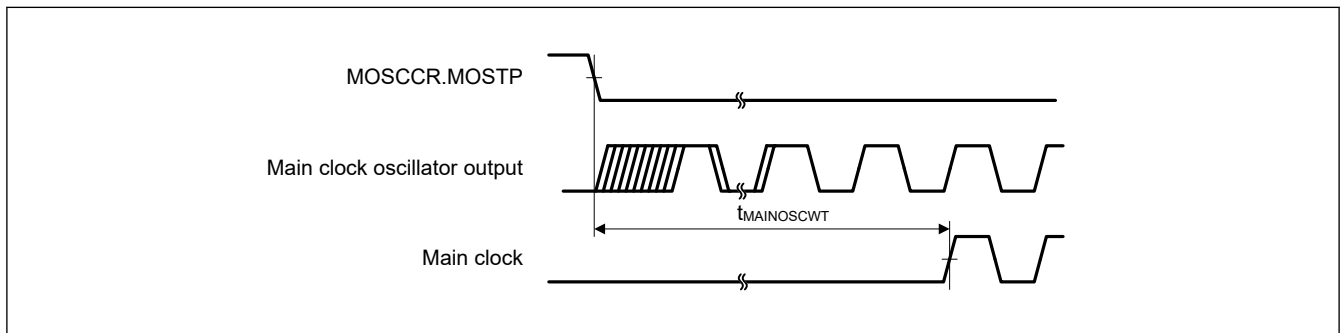 MOSCCR.MOSTP
Main clock oscillator output
tMAINOSCWT
Main clock